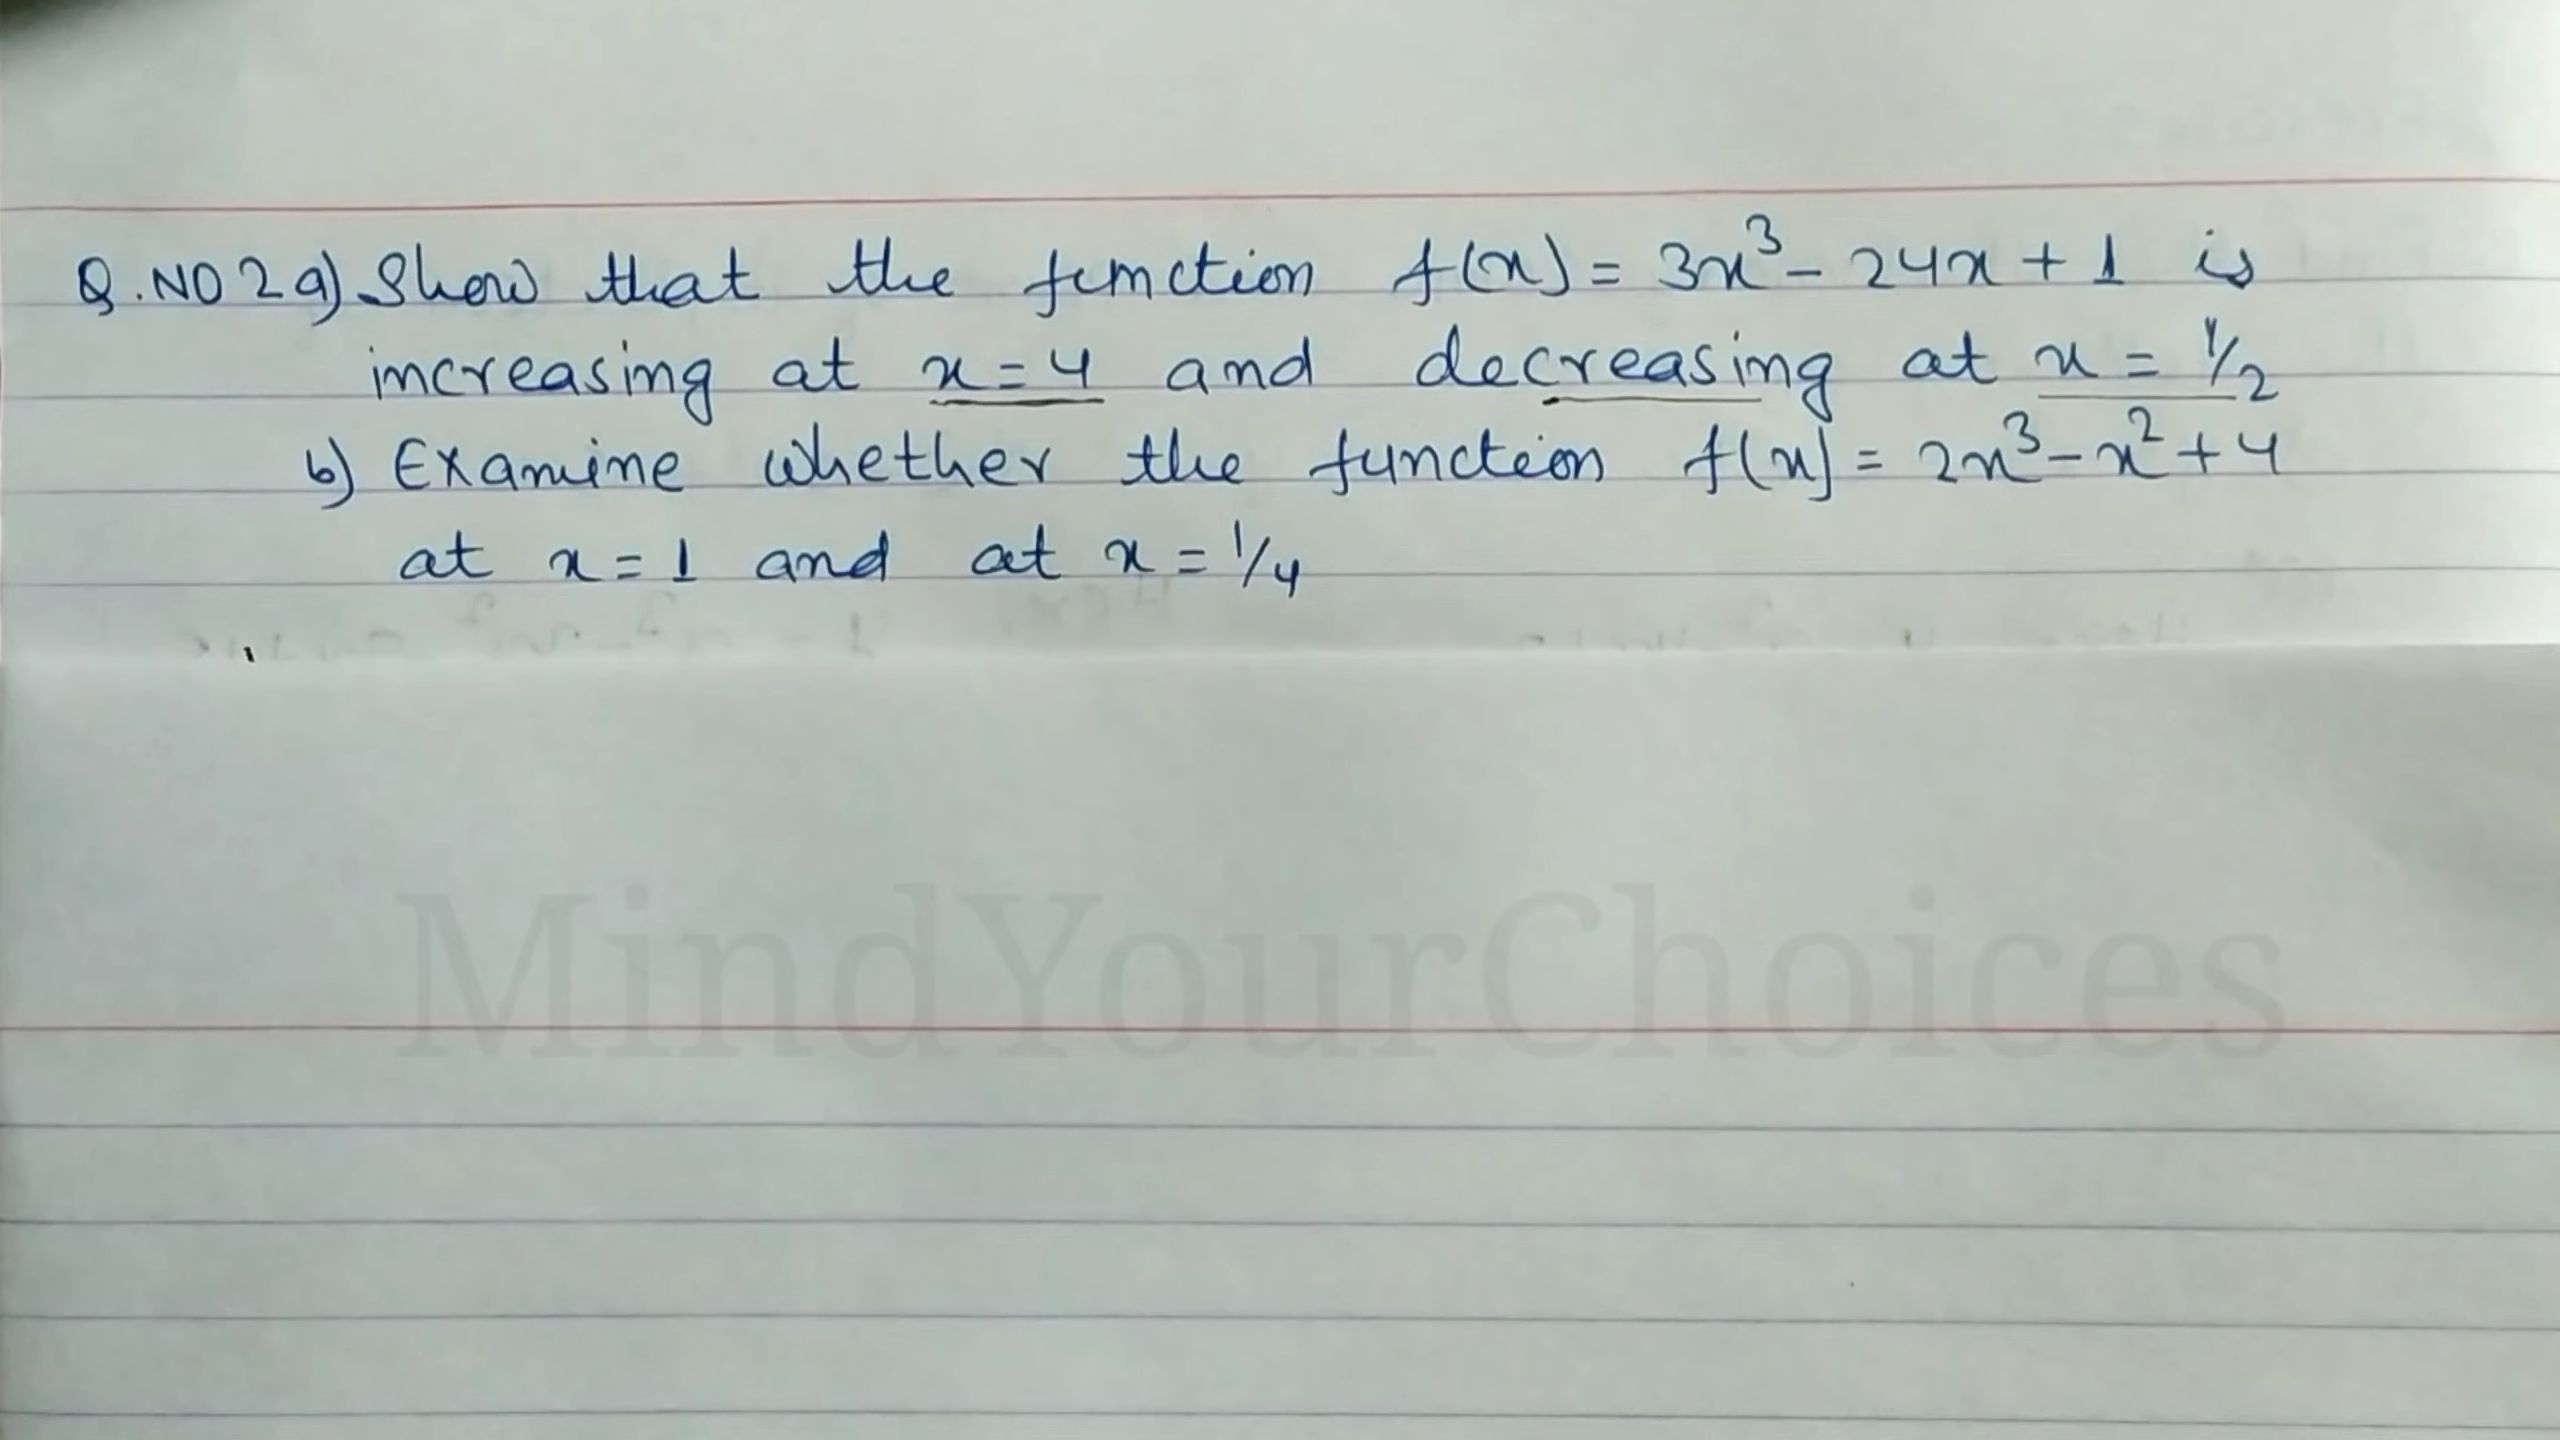 Q.NO 2 a) Show that the function f(x) = 3x³ - 24x + 1 is
increasing at x = 4 and decreasing at x = 1/2
b) Examine whether the function f(x) = 2x³ - x² + 4
at x = 1 and at x = 1/4
MindYourChoices